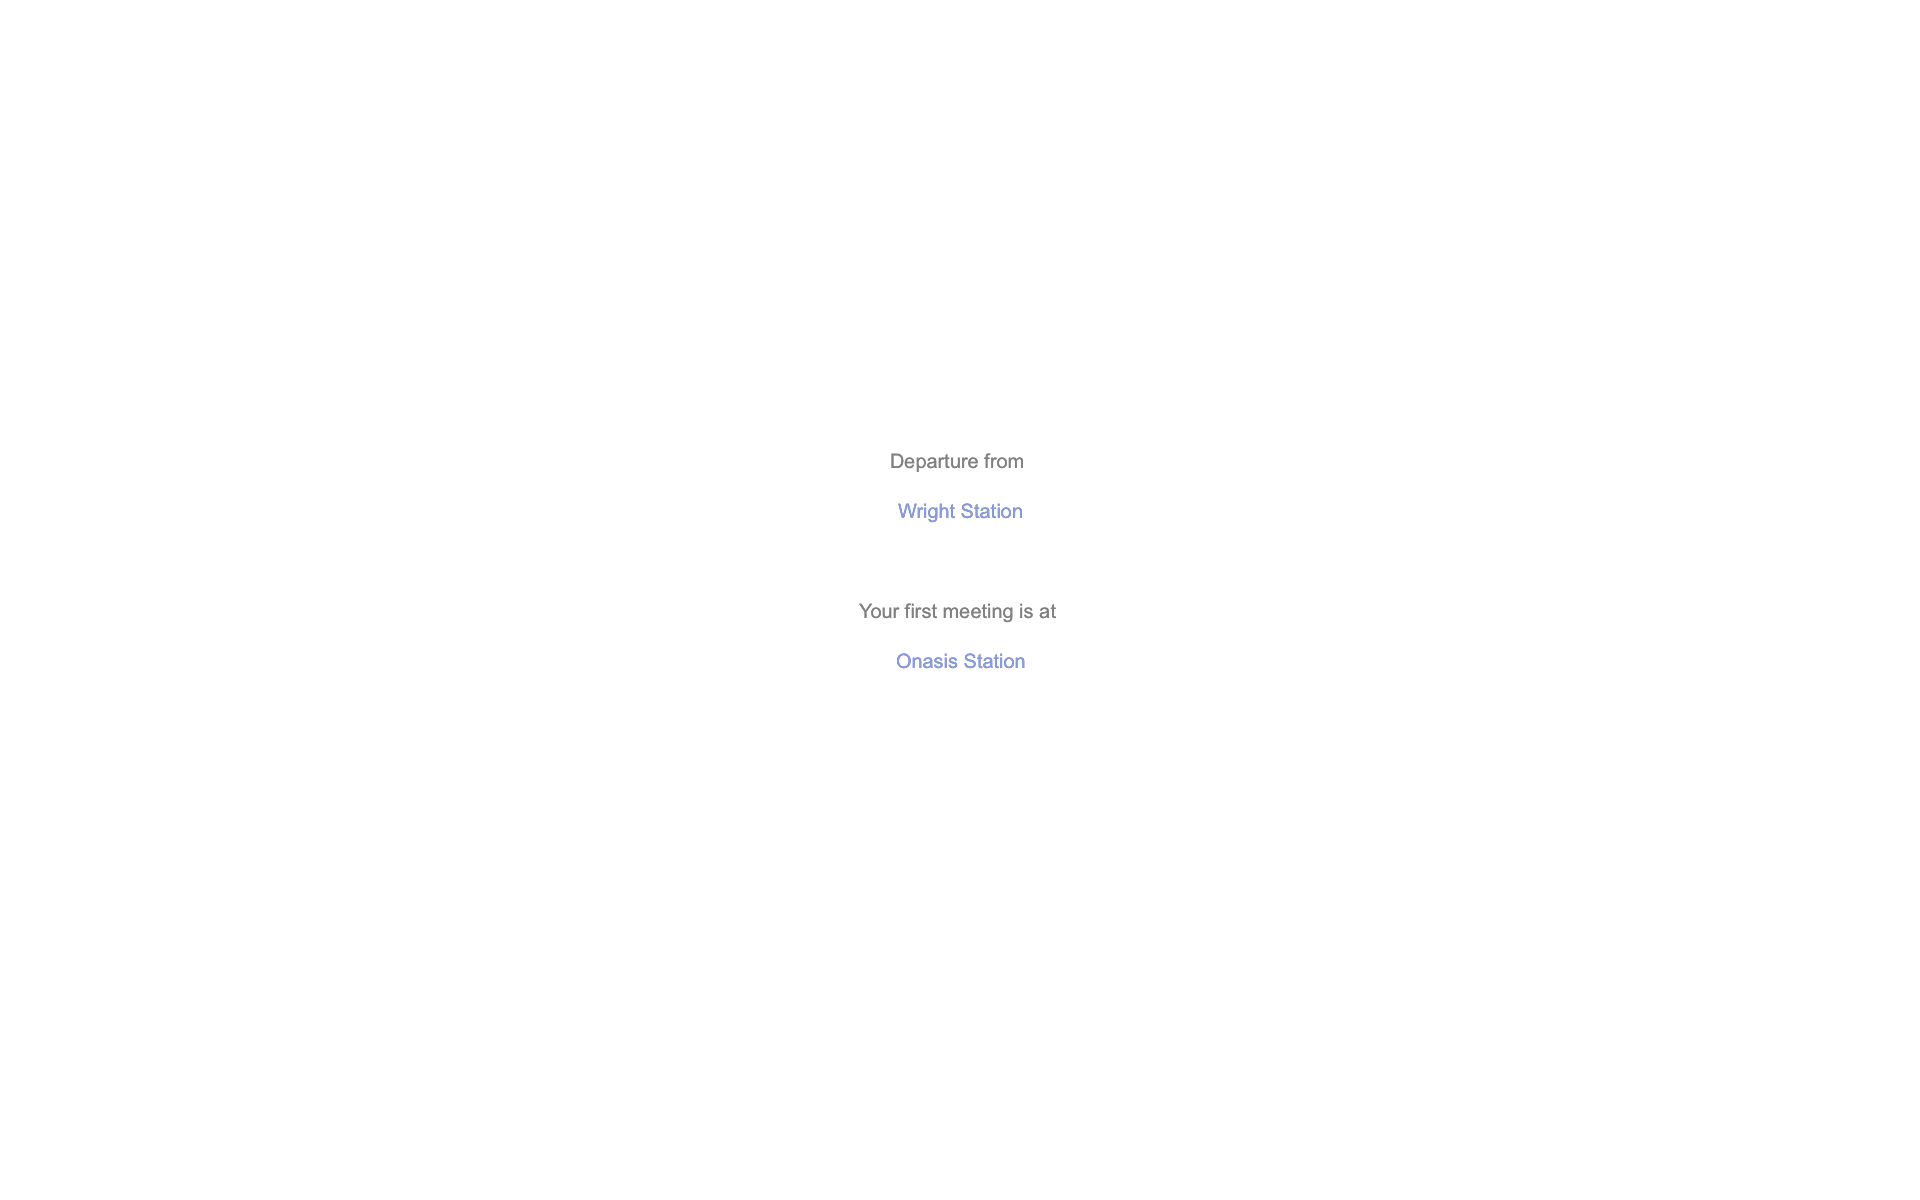 Departure from
Wright Station
Your first meeting is at
Onasis Station